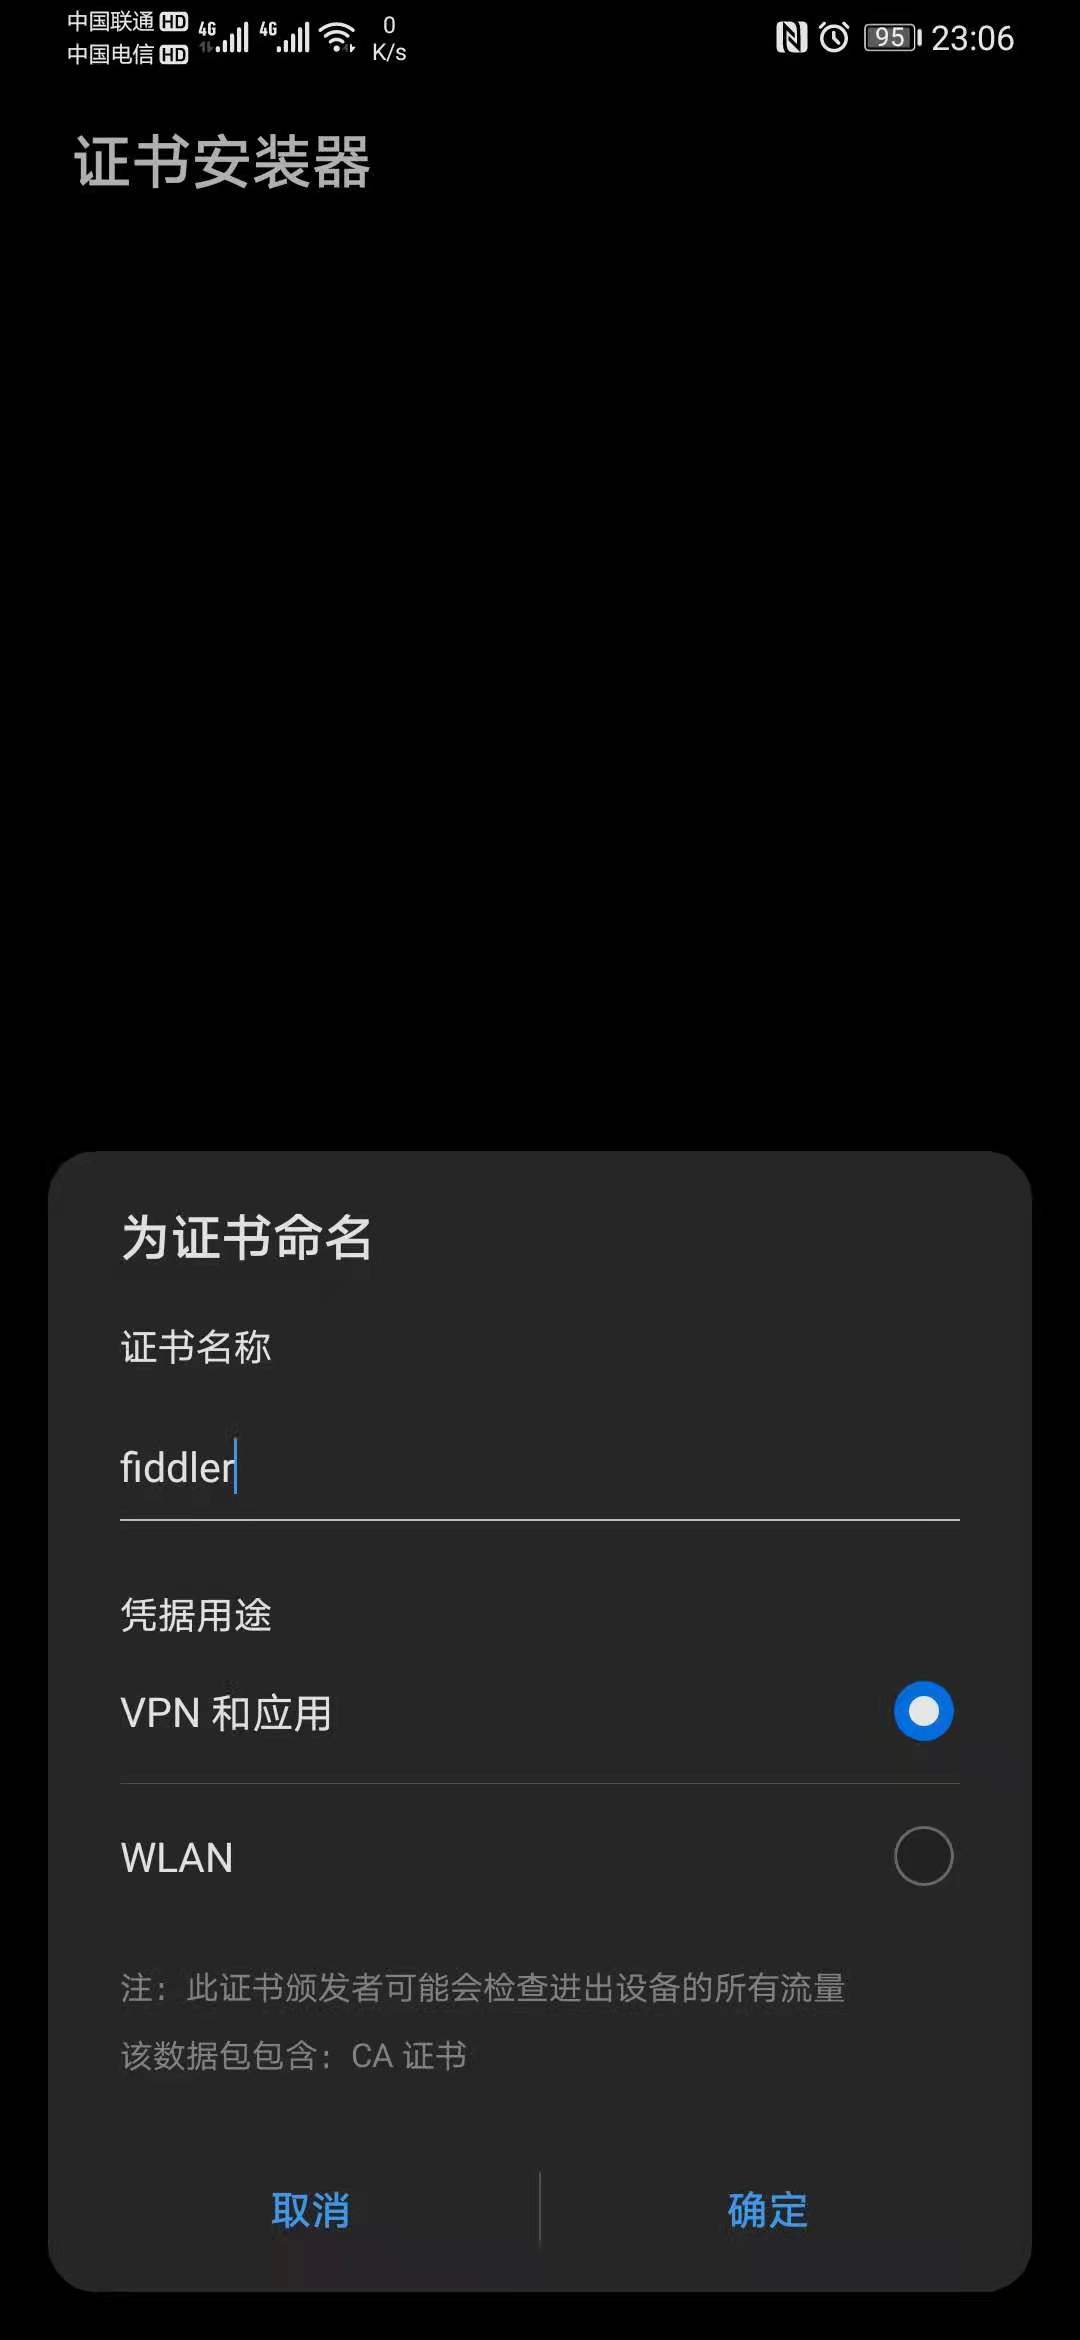 中国联通 HD 4G 4G 0 K/s 95 23:06
中国电信 HD
证书安装器
为证书命名
证书名称
fiddler
凭据用途
VPN 和应用
WLAN
注：此证书颁发者可能会检查进出设备的所有流量
该数据包包含：CA 证书
取消 确定